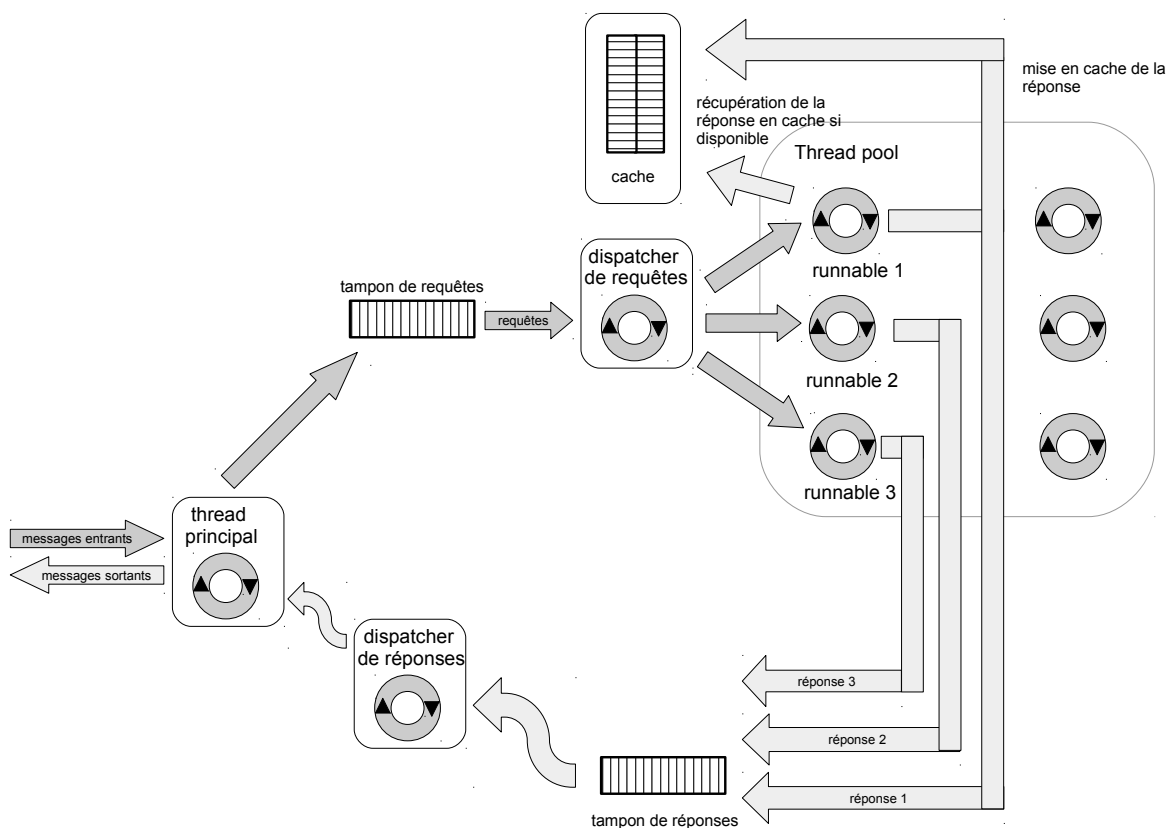 mise en cache de la
réponse
récupération de la
réponse en cache si
disponible
cache
Thread pool
dispatcher
de requêtes
runnable 1
tampon de requêtes
requêtes
runnable 2
runnable 3
thread
principal
messages entrants
messages sortants
dispatcher
de réponses
réponse 3
réponse 2
réponse 1
tampon de réponses